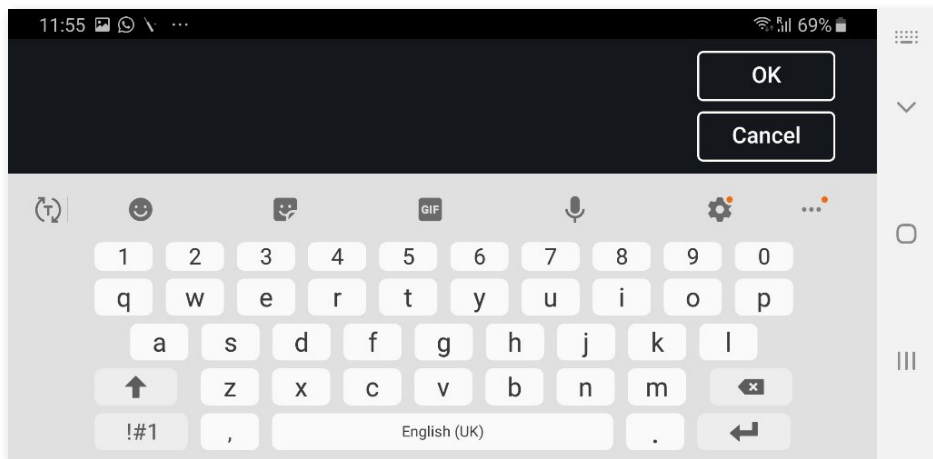 11:55 ... R 69%
OK
Cancel
T GIF ...
1 2 3 4 5 6 7 8 9 0
q w e r t y u i o p
a s d f g h j k l
z x c v b n m
!#1 , English (UK) .